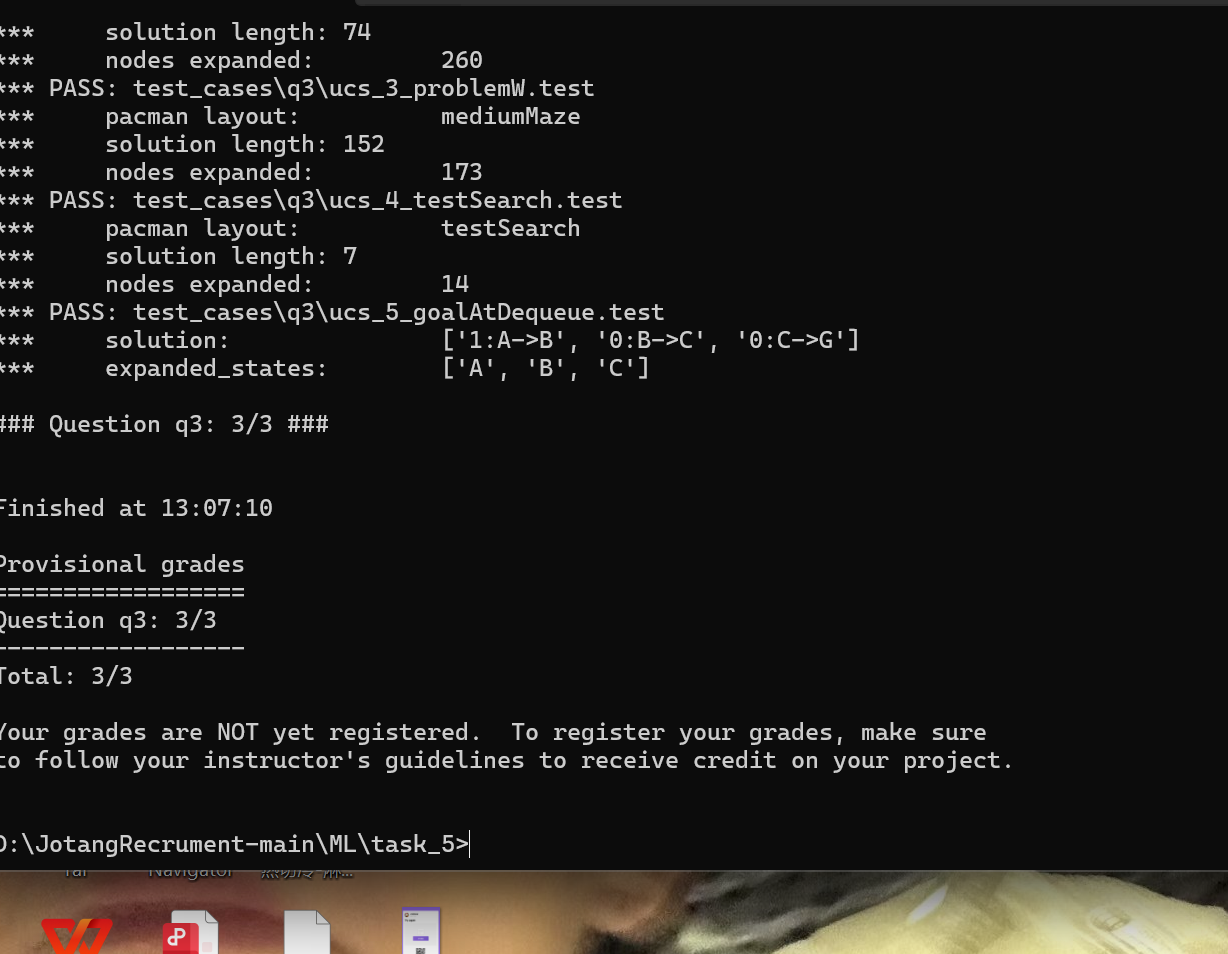 ***     solution length: 74
***     nodes expanded:         260
*** PASS: test_cases\q3\ucs_3_problemW.test
***     pacman layout:          mediumMaze
***     solution length: 152
***     nodes expanded:         173
*** PASS: test_cases\q3\ucs_4_testSearch.test
***     pacman layout:          testSearch
***     solution length: 7
***     nodes expanded:         14
*** PASS: test_cases\q3\ucs_5_goalAtDequeue.test
***     solution:               ['1:A->B', '0:B->C', '0:C->G']
***     expanded_states:        ['A', 'B', 'C']
### Question q3: 3/3 ###
Finished at 13:07:10
Provisional grades
==================
Question q3: 3/3
------------------
Total: 3/3
Your grades are NOT yet registered.  To register your grades, make sure
to follow your instructor's guidelines to receive credit on your project.
D:\JotangRecrument-main\ML\task_5>
Navigator